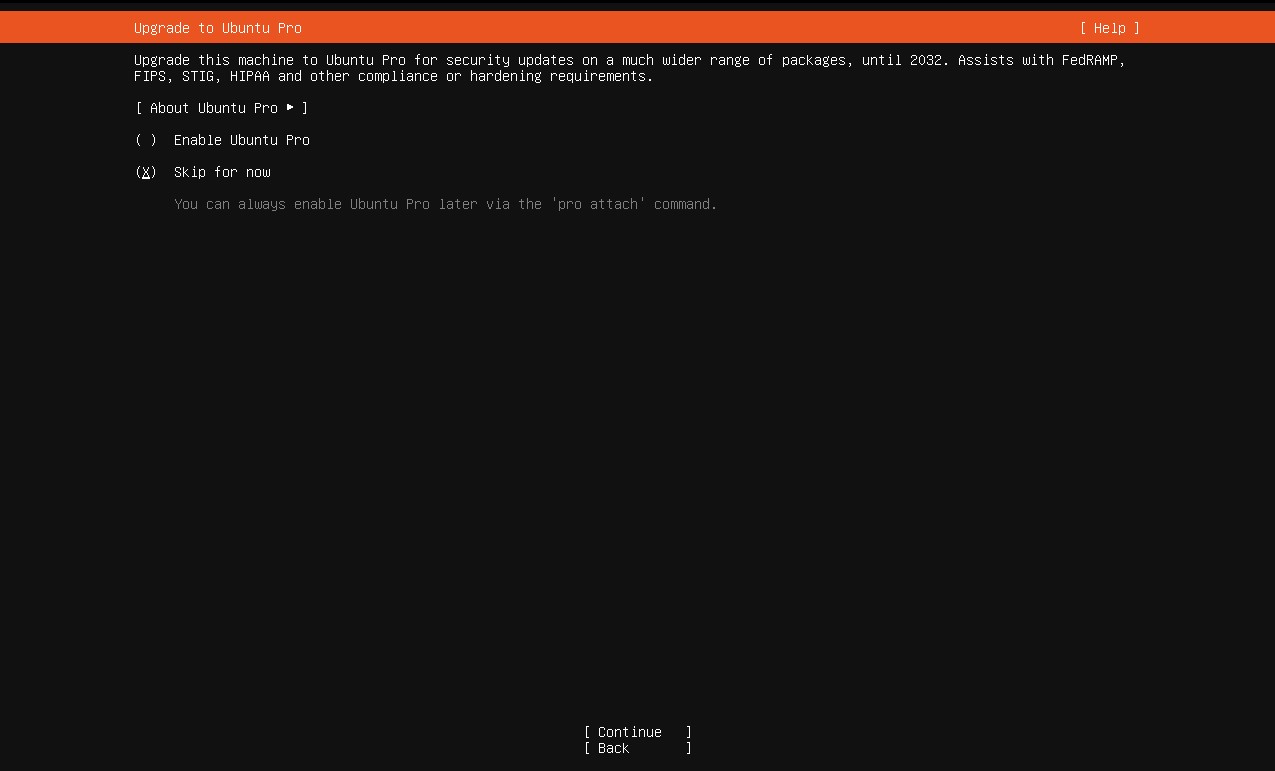 Upgrade to Ubuntu Pro [ Help ]
Upgrade this machine to Ubuntu Pro for security updates on a much wider range of packages, until 2032. Assists with FedRAMP,
FIPS, STIG, HIPAA and other compliance or hardening requirements.
[ About Ubuntu Pro ► ]
( ) Enable Ubuntu Pro
(X) Skip for now
You can always enable Ubuntu Pro later via the 'pro attach' command.
[ Continue ]
[ Back ]